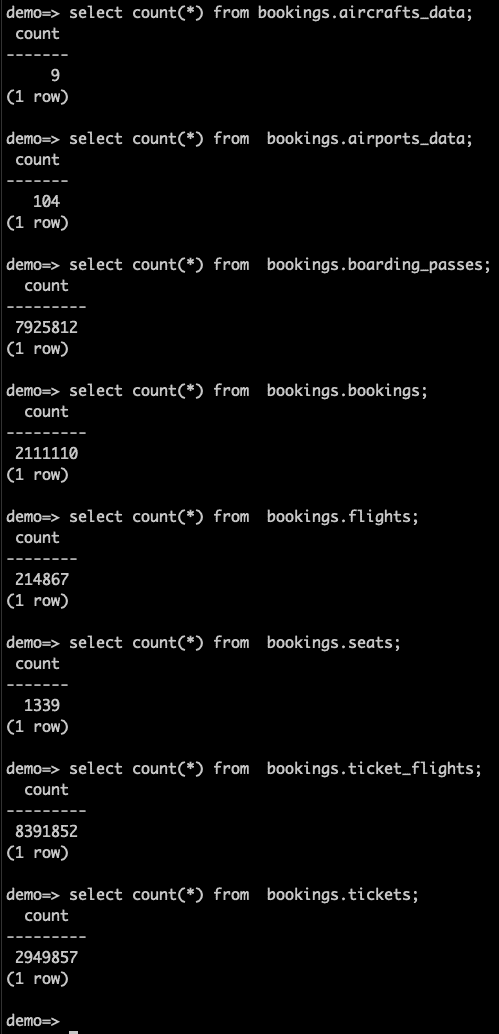 demo=> select count(*) from bookings.aircrafts_data;
 count
-------
     9
(1 row)

demo=> select count(*) from  bookings.airports_data;
 count
-------
   104
(1 row)

demo=> select count(*) from  bookings.boarding_passes;
  count
---------
 7925812
(1 row)

demo=> select count(*) from  bookings.bookings;
  count
---------
 2111110
(1 row)

demo=> select count(*) from  bookings.flights;
 count
--------
 214867
(1 row)

demo=> select count(*) from  bookings.seats;
 count
-------
  1339
(1 row)

demo=> select count(*) from  bookings.ticket_flights;
  count
---------
 8391852
(1 row)

demo=> select count(*) from  bookings.tickets;
  count
---------
 2949857
(1 row)

demo=>